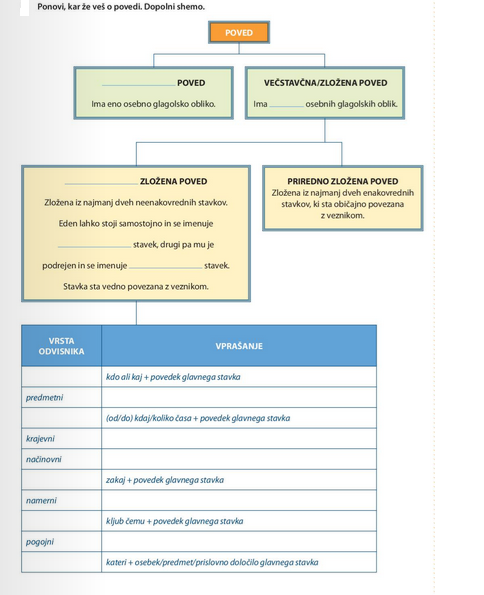 Ponovi, kar že veš o povedi. Dopolni shemo.
POVED
POVED
Ima eno osebno glagolsko obliko.
VEČSTAVČNA/ZLOŽENA POVED
Ima osebnih glagolskih oblik.
ZLOŽENA POVED
Zložena iz najmanj dveh neenakovrednih stavkov.
Eden lahko stoji samostojno in se imenuje
stavek, drugi pa mu je
podrejen in se imenuje stavek.
Stavka sta vedno povezana z veznikom.
PRIREDNO ZLOŽENA POVED
Zložena iz najmanj dveh enakovrednih
stavkov, ki sta običajno povezana
z veznikom.
VRSTA
ODVISNIKA
VPRAŠANJE
kdo ali kaj + povedek glavnega stavka
predmetni
(od/do) kdaj/koliko časa + povedek glavnega stavka
krajevni
načinovni
zakaj + povedek glavnega stavka
namerni
kljub čemu + povedek glavnega stavka
pogojni
kateri + osebek/predmet/prislovno določilo glavnega stavka